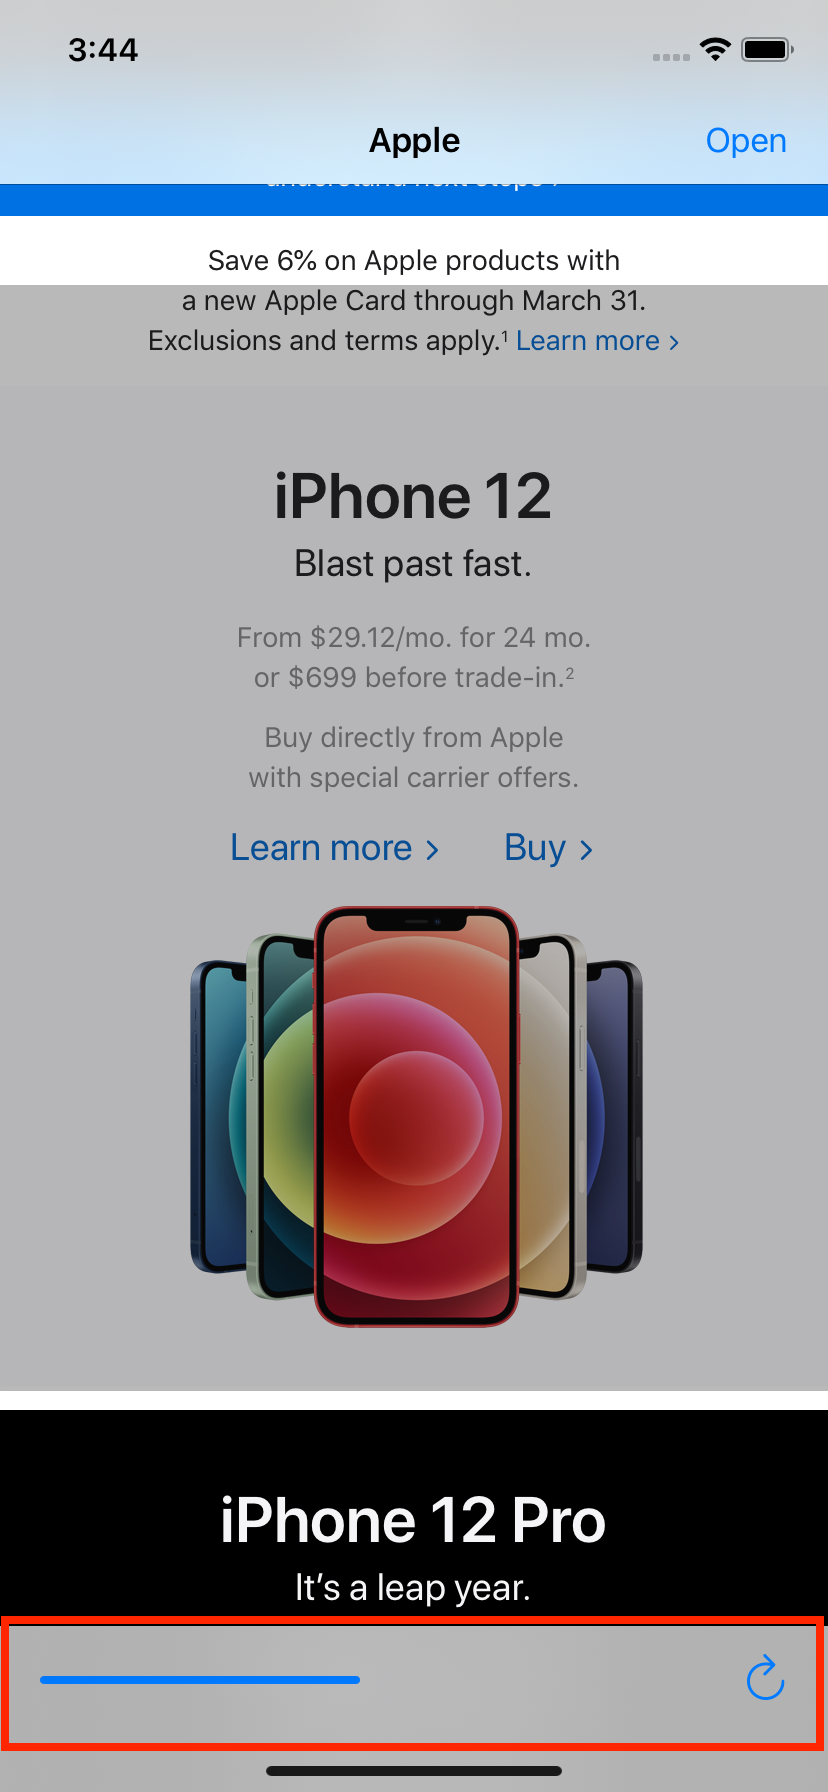 3:44
Apple
Open
understand next steps >
Save 6% on Apple products with
a new Apple Card through March 31.
Exclusions and terms apply.¹ Learn more >
iPhone 12
Blast past fast.
From $29.12/mo. for 24 mo.
or $699 before trade-in.²
Buy directly from Apple
with special carrier offers.
Learn more > Buy >
iPhone 12 Pro
It’s a leap year.